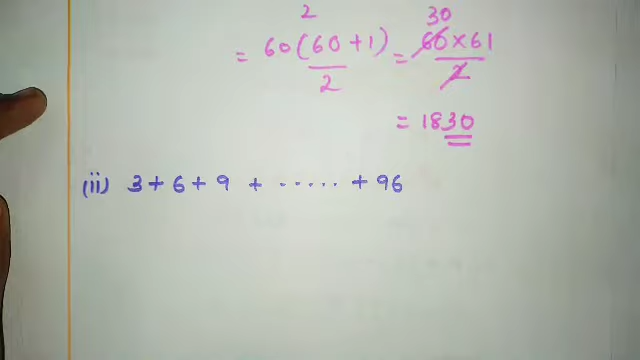 2
= 60(60+1)/2 = 30 60×61/2
= 1830
(ii) 3+6+9 + ..... + 96